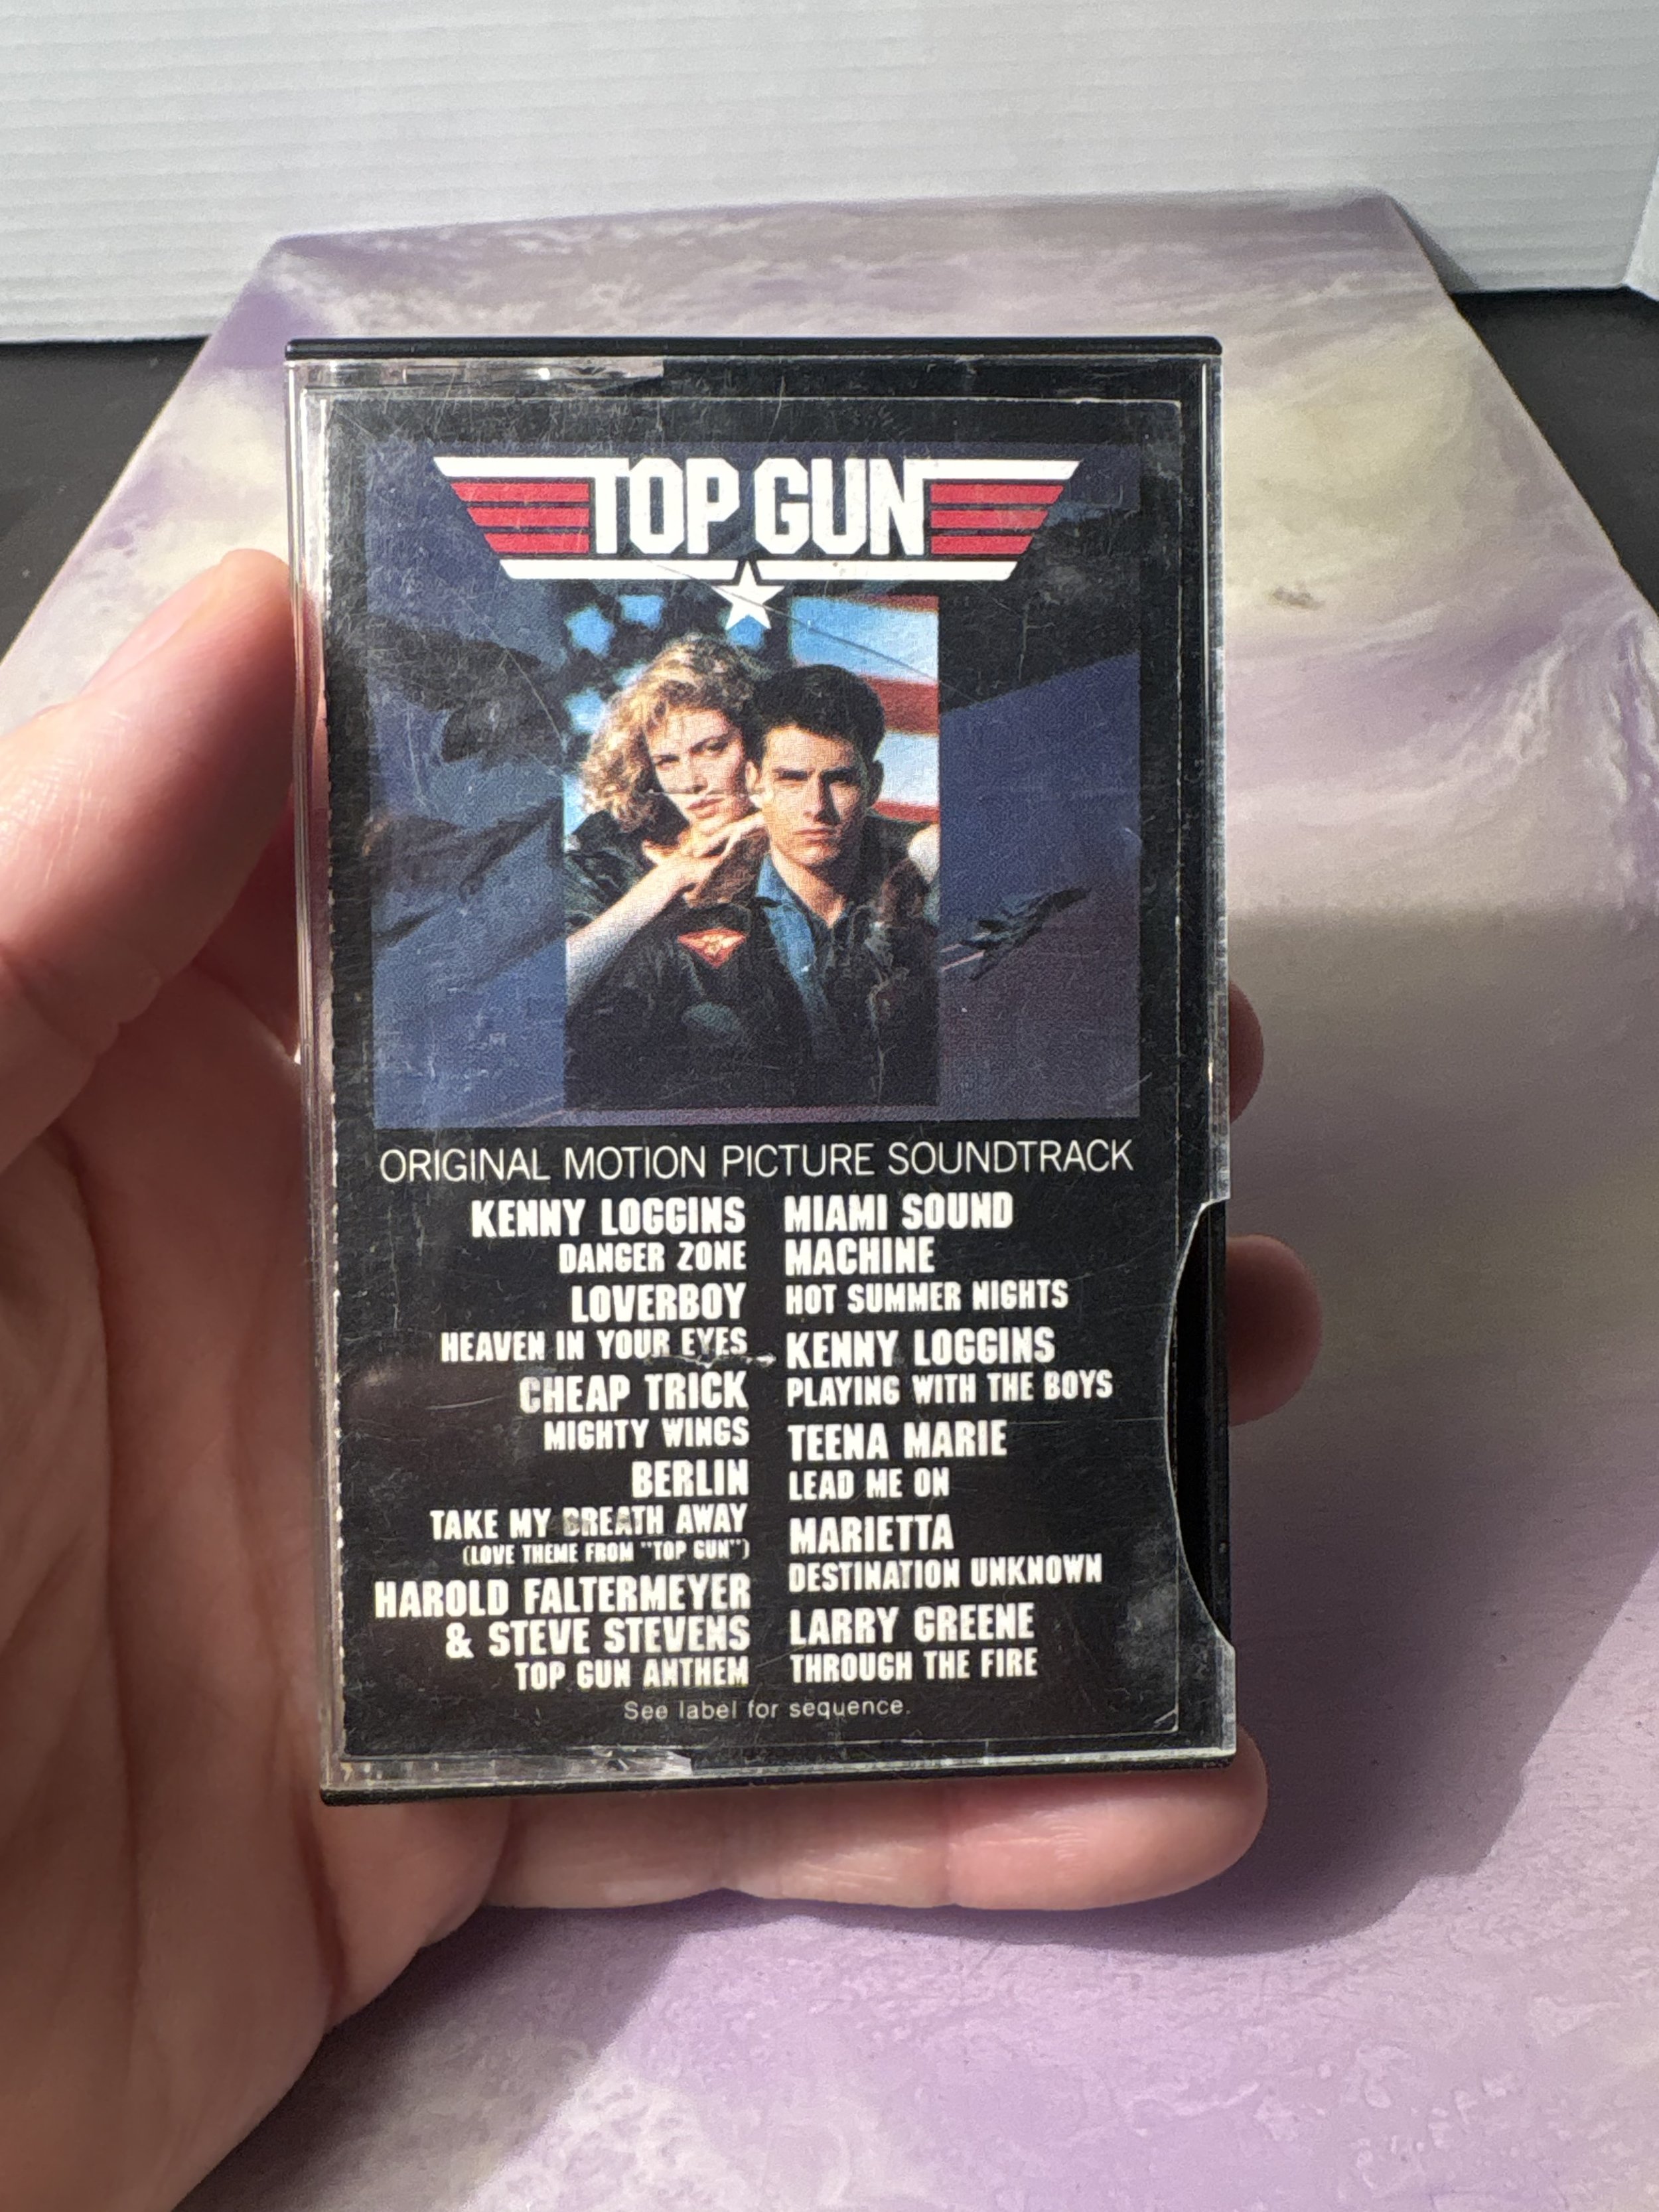 TOP GUN
ORIGINAL MOTION PICTURE SOUNDTRACK
KENNY LOGGINS
DANGER ZONE
LOVERBOY
HEAVEN IN YOUR EYES
CHEAP TRICK
MIGHTY WINGS
BERLIN
TAKE MY BREATH AWAY
(LOVE THEME FROM "TOP GUN")
HAROLD FALTERMEYER
& STEVE STEVENS
TOP GUN ANTHEM
MIAMI SOUND
MACHINE
HOT SUMMER NIGHTS
KENNY LOGGINS
PLAYING WITH THE BOYS
TEENA MARIE
LEAD ME ON
MARIETTA
DESTINATION UNKNOWN
LARRY GREENE
THROUGH THE FIRE
See label for sequence.